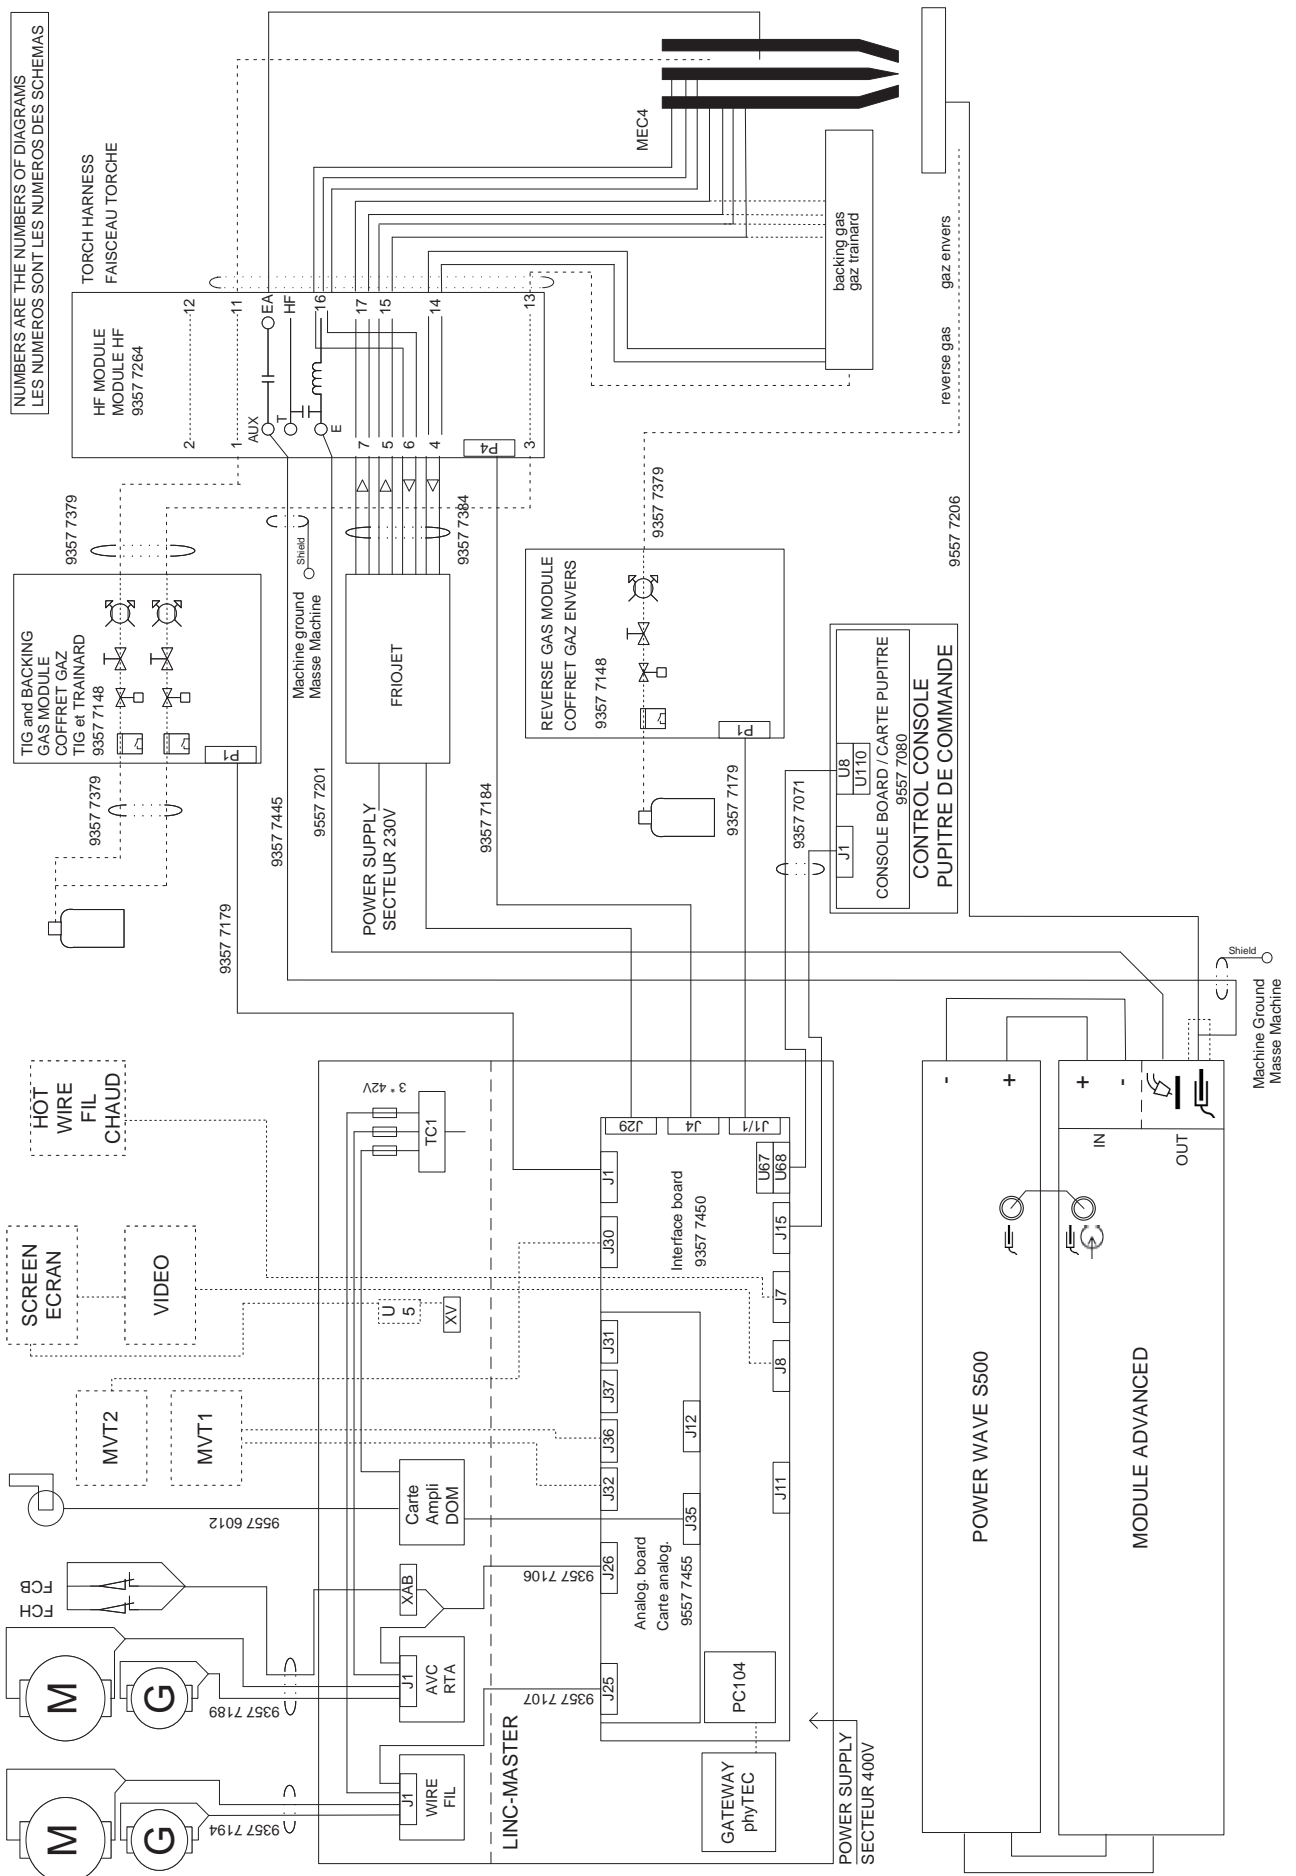 NUMBERS ARE THE NUMBERS OF DIAGRAMS
LES NUMEROS SONT LES NUMEROS DES SCHEMAS
TORCH HARNESS
FAISCEAU TORCHE
HF MODULE
MODULE HF
9357 7264
2
12
1
11
AUX
EA
T
HF
E
16
7
17
5
15
6
4
14
P4
3
13
MEC4
backing gas
gaz trainard
reverse gas
gaz envers
9357 7379
TIG and BACKING
GAS MODULE
COFFRET GAZ
TIG et TRAINARD
9357 7148
P1
9357 7379
Shield
Machine ground
Masse Machine
9357 7384
FRIOJET
POWER SUPPLY
SECTEUR 230V
9357 7445
9557 7201
9357 7184
9357 7179
REVERSE GAS MODULE
COFFRET GAZ ENVERS
9357 7148
P1
9357 7379
9357 7179
9357 7071
9557 7206
U8
U110
J1
CONSOLE BOARD / CARTE PUPITRE
9557 7080
CONTROL CONSOLE
PUPITRE DE COMMANDE
Shield
Machine Ground
Masse Machine
HOT
WIRE
FIL
CHAUD
SCREEN
ECRAN
VIDEO
MVT2
MVT1
U
5
XV
3 * 42V
TC1
9557 6012
Carte
Ampli
DOM
FCB
FCH
XAB
M
G
9357 7189
J1
AVC
RTA
M
G
9357 7194
J1
WIRE
FIL
LINC-MASTER
9357 7106
9357 7107
J29
J4
J1/1
J1
J30
J31
J37
J36
J32
J26
J25
Interface board
9357 7450
U67
U68
J15
J7
J8
J11
J12
J35
Analog. board
Carte analog.
9557 7455
PC104
GATEWAY
phyTEC
POWER SUPPLY
SECTEUR 400V
-
+
POWER WAVE S500
+
-
IN
OUT
MODULE ADVANCED